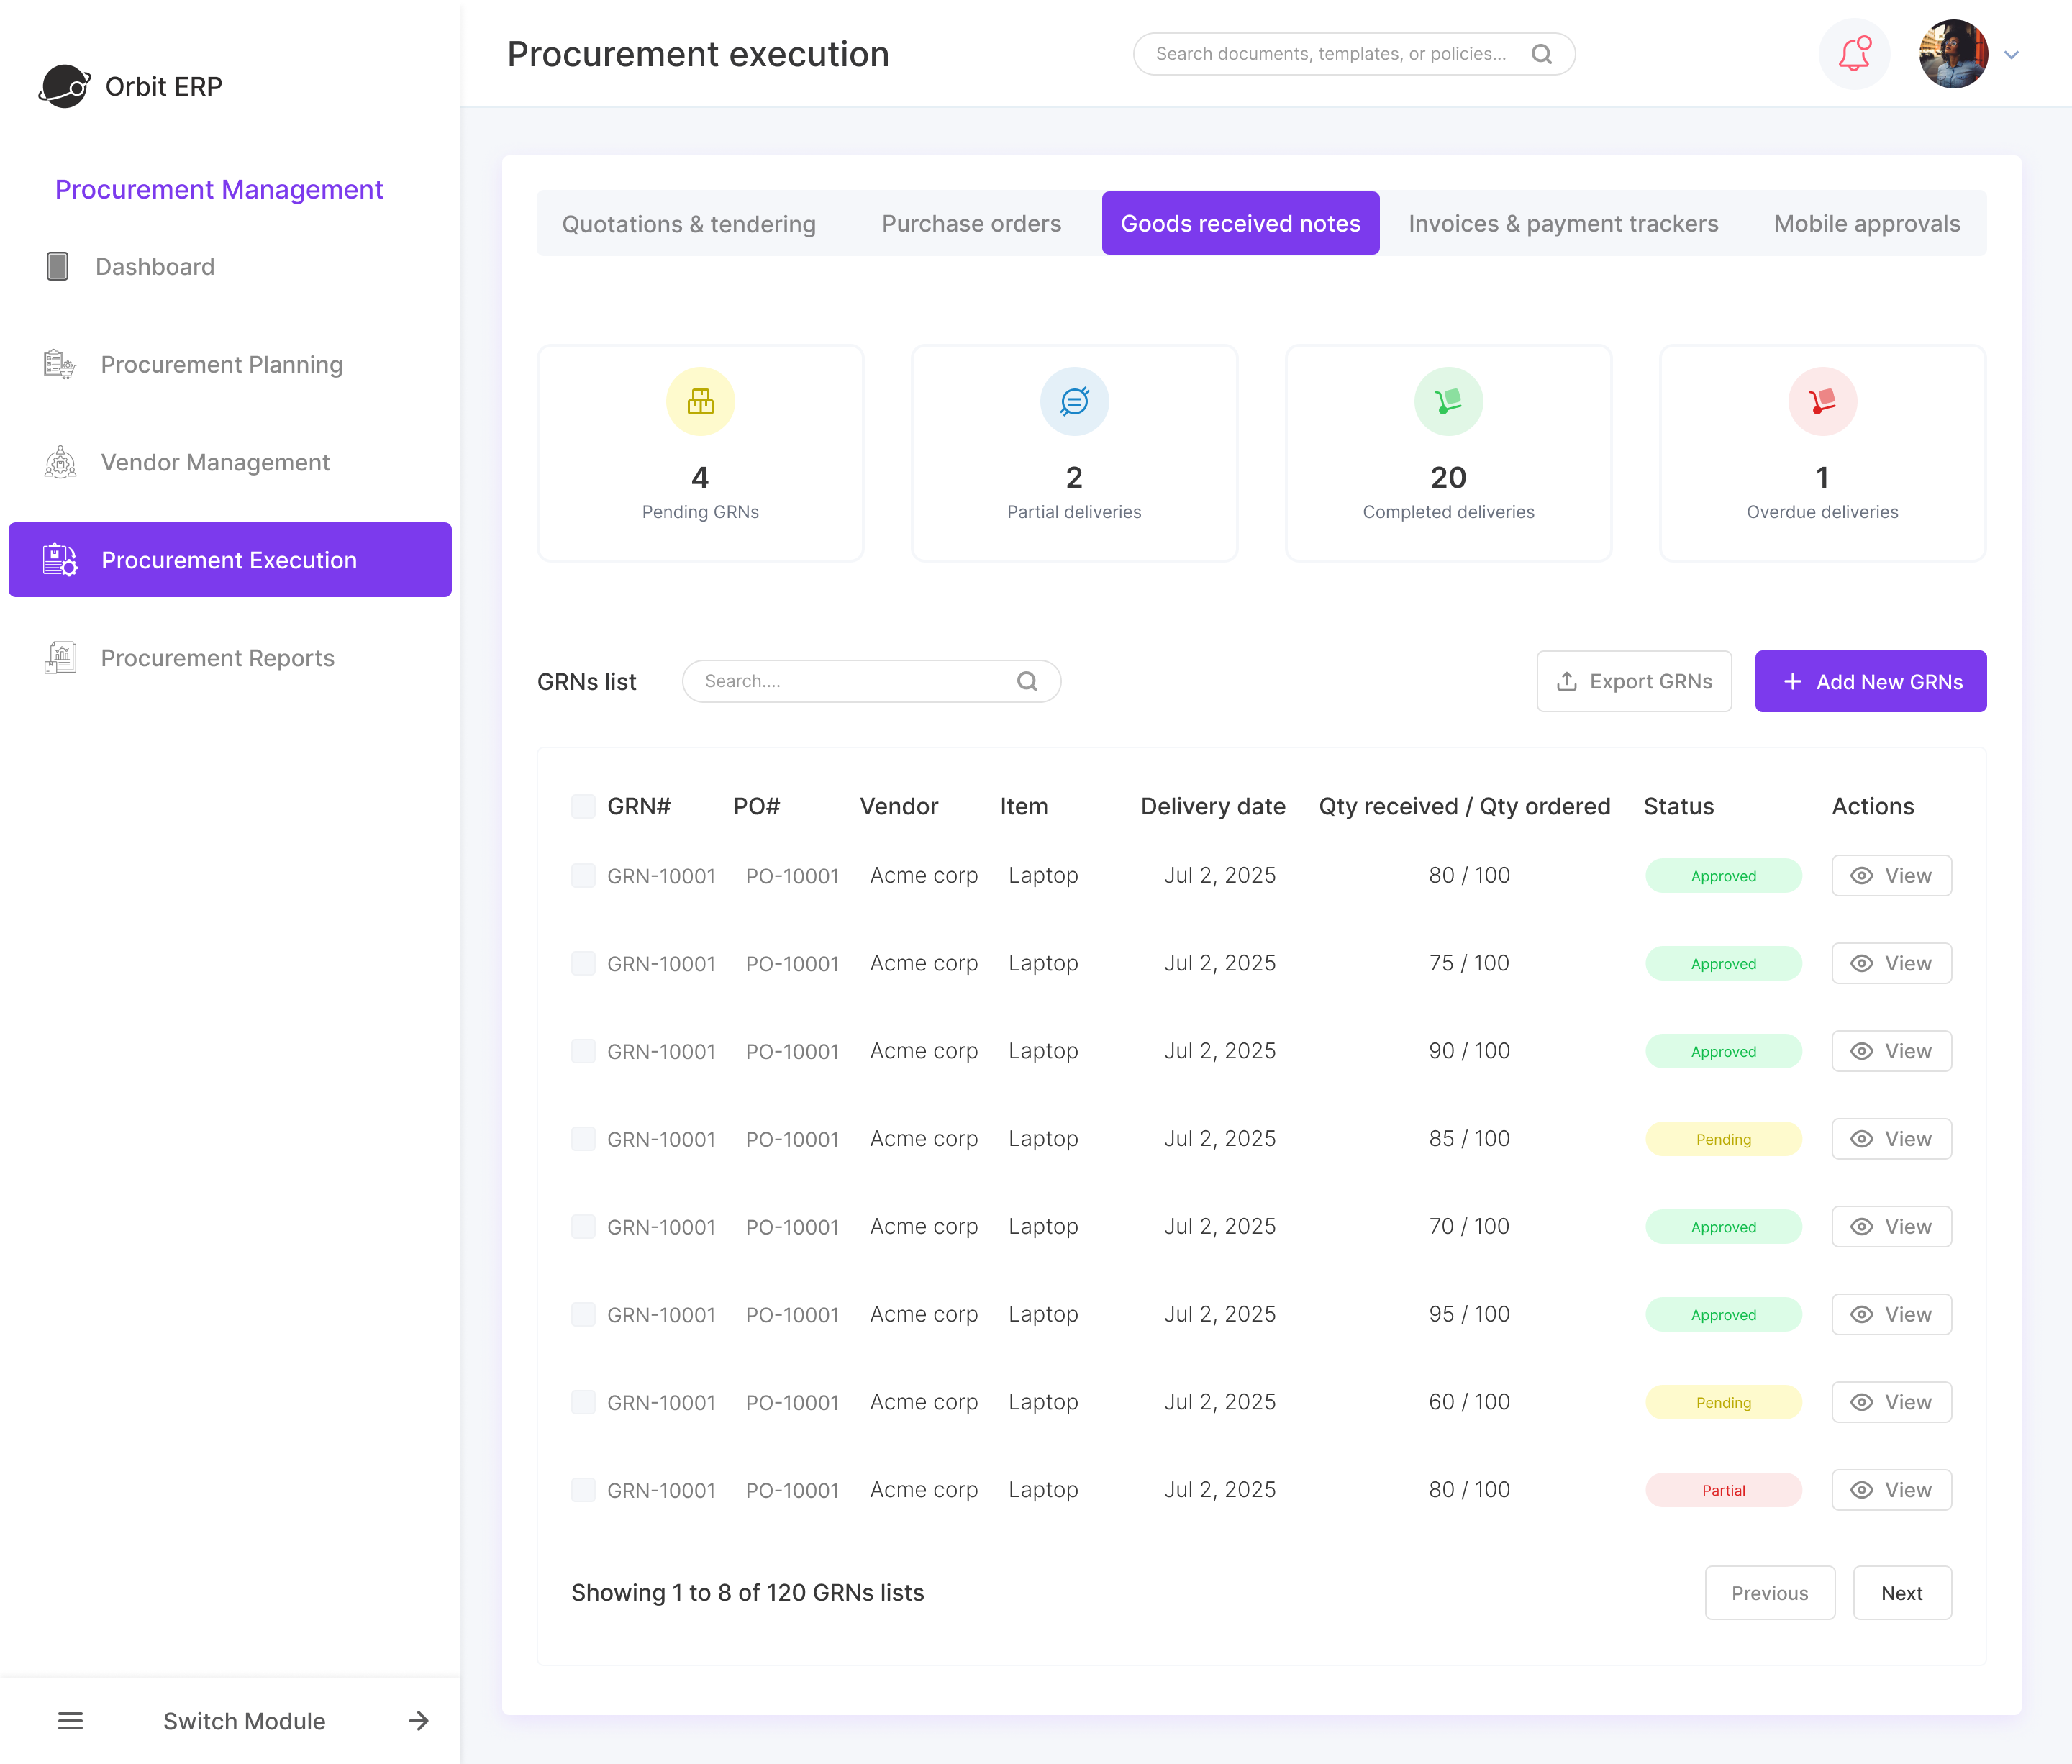 Orbit ERP
Procurement Management
Dashboard
Procurement Planning
Vendor Management
Procurement Execution
Procurement Reports
Switch Module
Procurement execution
Search documents, templates, or policies...
Quotations & tendering Purchase orders Goods received notes Invoices & payment trackers Mobile approvals
4 2 20 1
Pending GRNs Partial deliveries Completed deliveries Overdue deliveries
GRNs list Search.... Export GRNs Add New GRNs
GRN# PO# Vendor Item Delivery date Qty received / Qty ordered Status Actions
GRN-10001 PO-10001 Acme corp Laptop Jul 2, 2025 80 / 100 Approved View
GRN-10001 PO-10001 Acme corp Laptop Jul 2, 2025 75 / 100 Approved View
GRN-10001 PO-10001 Acme corp Laptop Jul 2, 2025 90 / 100 Approved View
GRN-10001 PO-10001 Acme corp Laptop Jul 2, 2025 85 / 100 Pending View
GRN-10001 PO-10001 Acme corp Laptop Jul 2, 2025 70 / 100 Approved View
GRN-10001 PO-10001 Acme corp Laptop Jul 2, 2025 95 / 100 Approved View
GRN-10001 PO-10001 Acme corp Laptop Jul 2, 2025 60 / 100 Pending View
GRN-10001 PO-10001 Acme corp Laptop Jul 2, 2025 80 / 100 Partial View
Showing 1 to 8 of 120 GRNs lists Previous Next